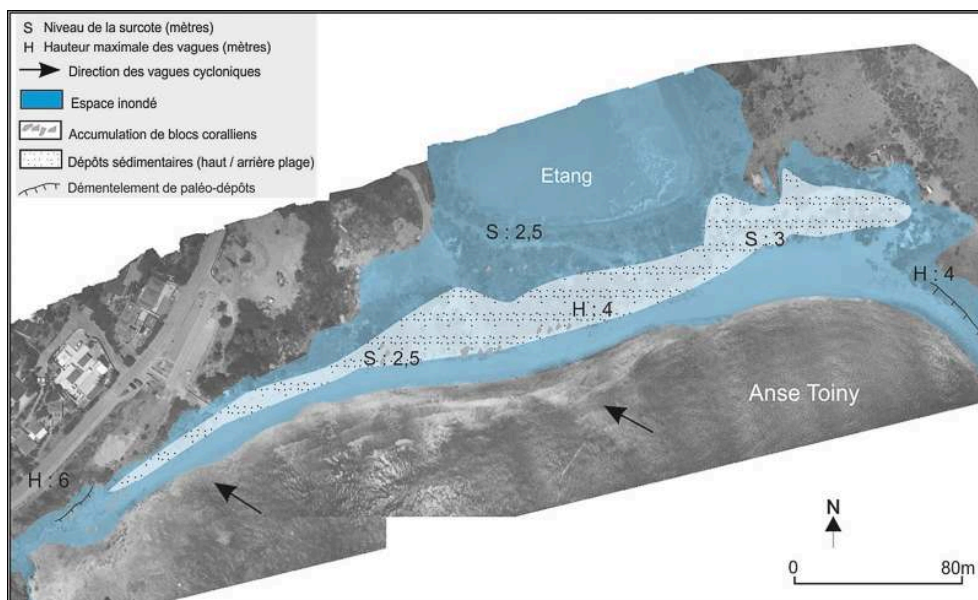 S Niveau de la surcote (mètres)
H Hauteur maximale des vagues (mètres)
Direction des vagues cycloniques
Espace inondé
Accumulation de blocs coralliens
Dépôts sédimentaires (haut / arrière plage)
Démentelement de paléo-dépôts
Etang
S : 2,5
S : 3
H : 4
H : 4
S : 2,5
Anse Toiny
H : 6
N
0 80m